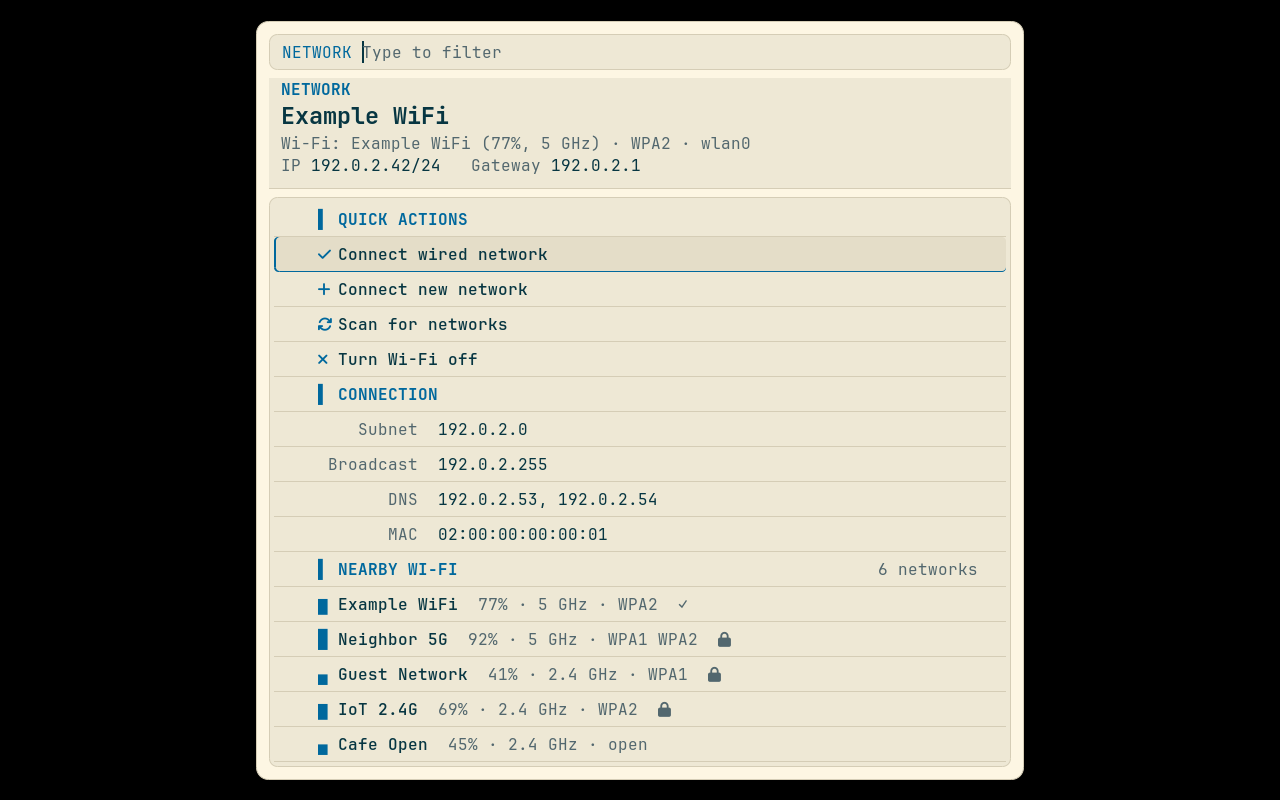 NETWORK Type to filter
NETWORK
Example WiFi
Wi-Fi: Example WiFi (77%, 5 GHz) · WPA2 · wlan0
IP 192.0.2.42/24 Gateway 192.0.2.1
QUICK ACTIONS
Connect wired network
Connect new network
Scan for networks
Turn Wi-Fi off
CONNECTION
Subnet 192.0.2.0
Broadcast 192.0.2.255
DNS 192.0.2.53, 192.0.2.54
MAC 02:00:00:00:00:01
NEARBY WI-FI 6 networks
Example WiFi 77% · 5 GHz · WPA2 ✓
Neighbor 5G 92% · 5 GHz · WPA1 WPA2
Guest Network 41% · 2.4 GHz · WPA1
IoT 2.4G 69% · 2.4 GHz · WPA2
Cafe Open 45% · 2.4 GHz · open